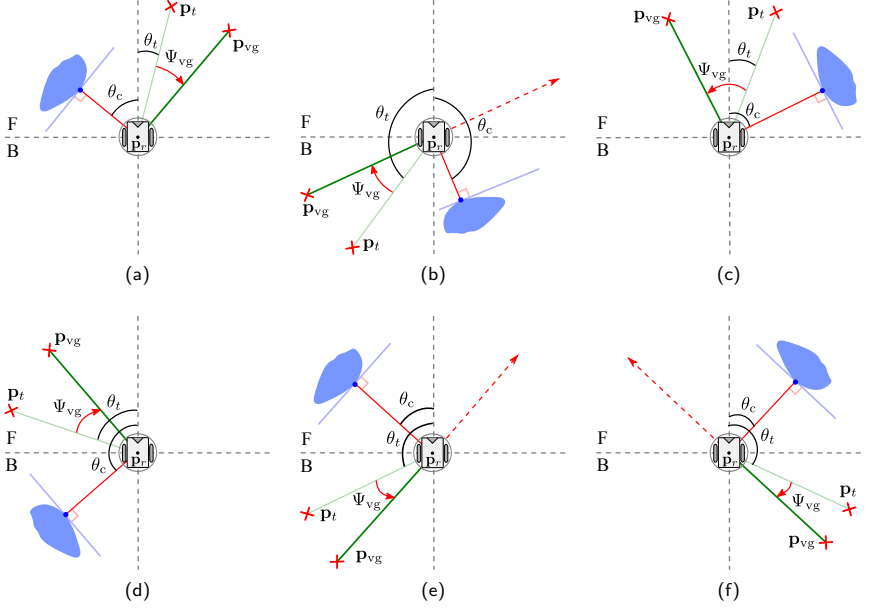 p_t
θ_t
Ψ_vg
p_vg
θ_c
F
B
p_r
(a)
θ_t
θ_c
F
B
p_r
Ψ_vg
p_vg
p_t
(b)
p_vg
p_t
θ_t
Ψ_vg
θ_c
F
B
p_r
(c)
p_vg
p_t
Ψ_vg
θ_t
F
B
θ_c
p_r
(d)
θ_c
θ_t
F
B
p_r
Ψ_vg
p_t
p_vg
(e)
θ_c
θ_t
F
B
p_r
Ψ_vg
p_t
p_vg
(f)